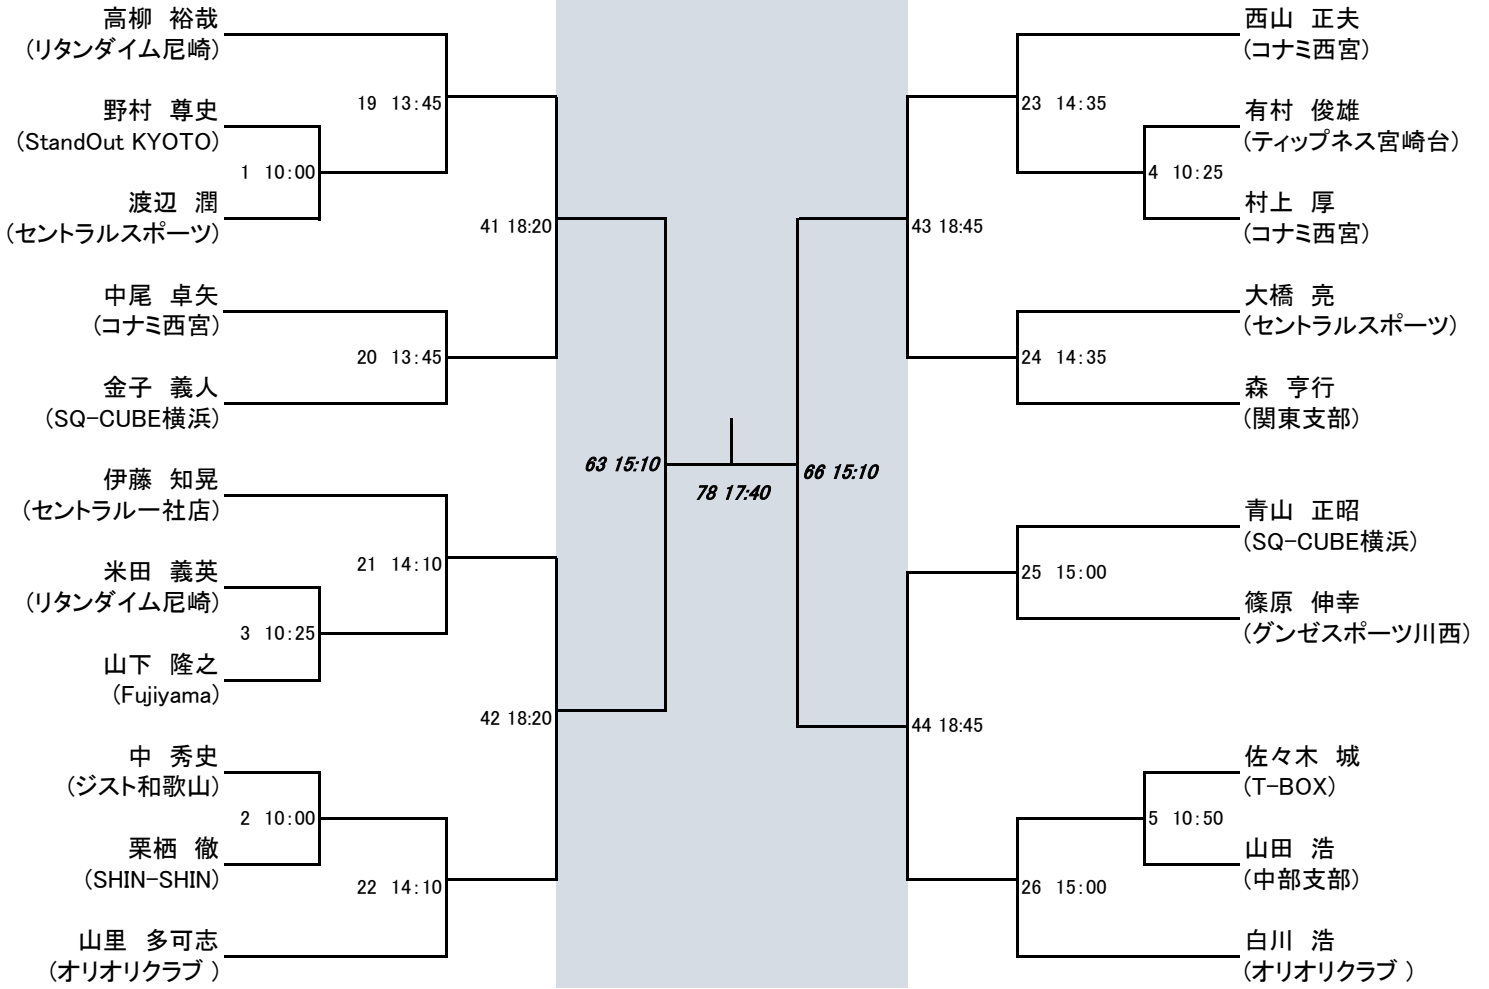 高柳　裕哉
(リタンダイム尼崎)
19 13:45
野村　尊史
(StandOut KYOTO)
1 10:00
渡辺　潤
(セントラルスポーツ)
41 18:20
中尾　卓矢
(コナミ西宮)
20 13:45
金子　義人
(SQ-CUBE横浜)
63 15:10
伊藤　知晃
(セントラル一社店)
21 14:10
米田　義英
(リタンダイム尼崎)
3 10:25
山下　隆之
(Fujiyama)
42 18:20
中　秀史
(ジスト和歌山)
2 10:00
栗栖　徹
(SHIN-SHIN)
22 14:10
山里　多可志
(オリオリクラブ )
78 17:40
西山　正夫
(コナミ西宮)
23 14:35
有村　俊雄
(ティップネス宮崎台)
4 10:25
村上　厚
(コナミ西宮)
43 18:45
大橋　亮
(セントラルスポーツ)
24 14:35
森　亨行
(関東支部)
66 15:10
青山　正昭
(SQ-CUBE横浜)
25 15:00
篠原　伸幸
(グンゼスポーツ川西)
44 18:45
佐々木　城
(T-BOX)
5 10:50
山田　浩
(中部支部)
26 15:00
白川　浩
(オリオリクラブ )